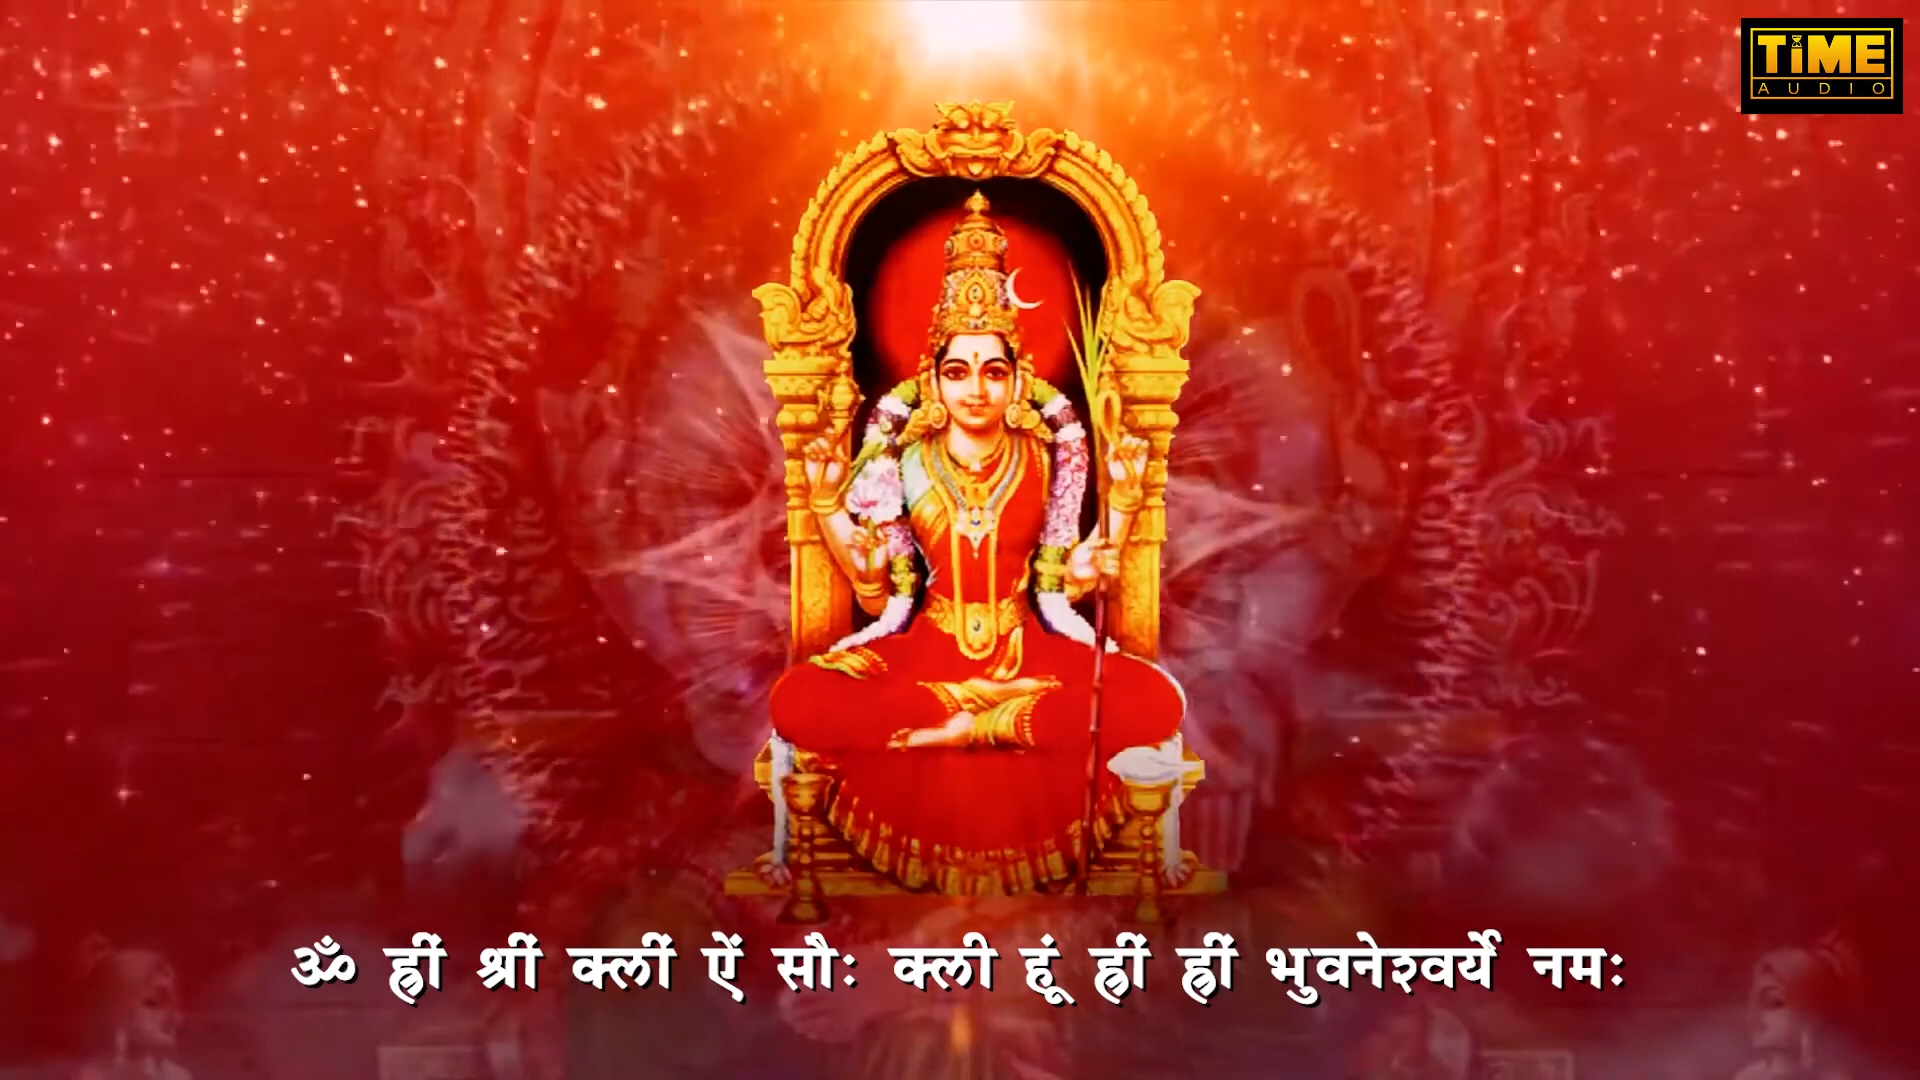 TiME
AUDIO
ॐ ह्रीं श्रीं क्लीं ऐं सौः क्ली हूं ह्रीं ह्रीं भुवनेश्वर्ये नमः